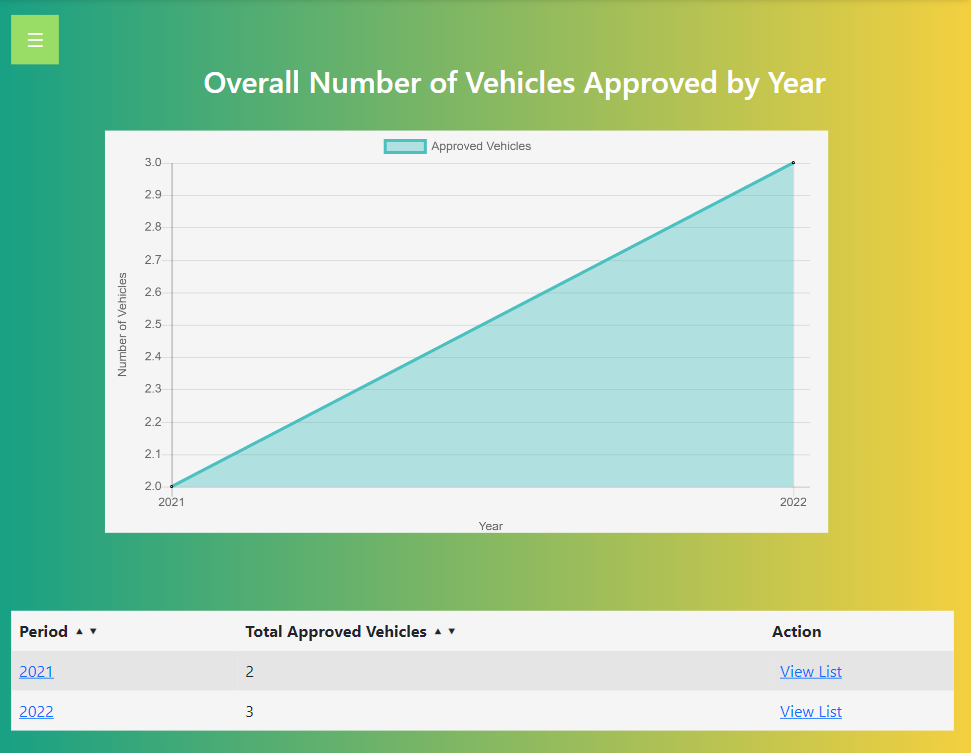 ☰
Overall Number of Vehicles Approved by Year
Approved Vehicles
3.0
2.9
2.8
2.7
2.6
2.5
2.4
2.3
2.2
2.1
2.0
Number of Vehicles
2021 2022
Year
Period ▲ ▼ Total Approved Vehicles ▲ ▼ Action
2021 2 View List
2022 3 View List